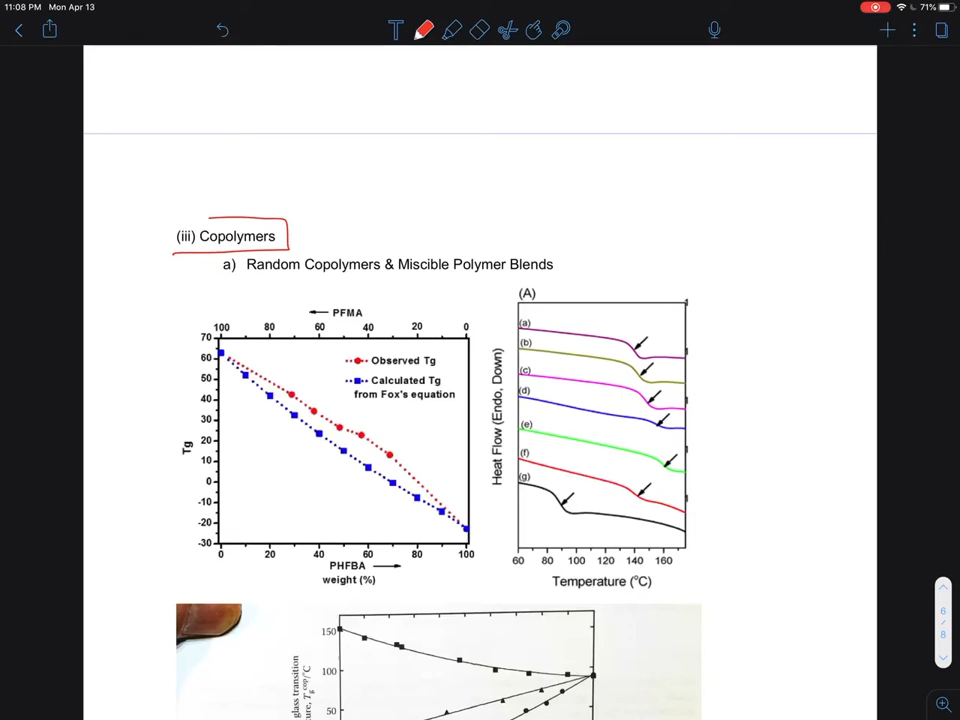 11:08 PM Mon Apr 13
71%
(iii) Copolymers
a) Random Copolymers & Miscible Polymer Blends
PFMA
100 80 60 40 20 0
70
60
50
40
30
20
10
0
-10
-20
-30
Tg
Observed Tg
Calculated Tg
from Fox's equation
0 20 40 60 80 100
PHFBA
weight (%)
(A)
Heat Flow (Endo, Down)
(a)
(b)
(c)
(d)
(e)
(f)
(g)
60 80 100 120 140 160
Temperature (°C)
150
100
50
glass transition
6
/
8